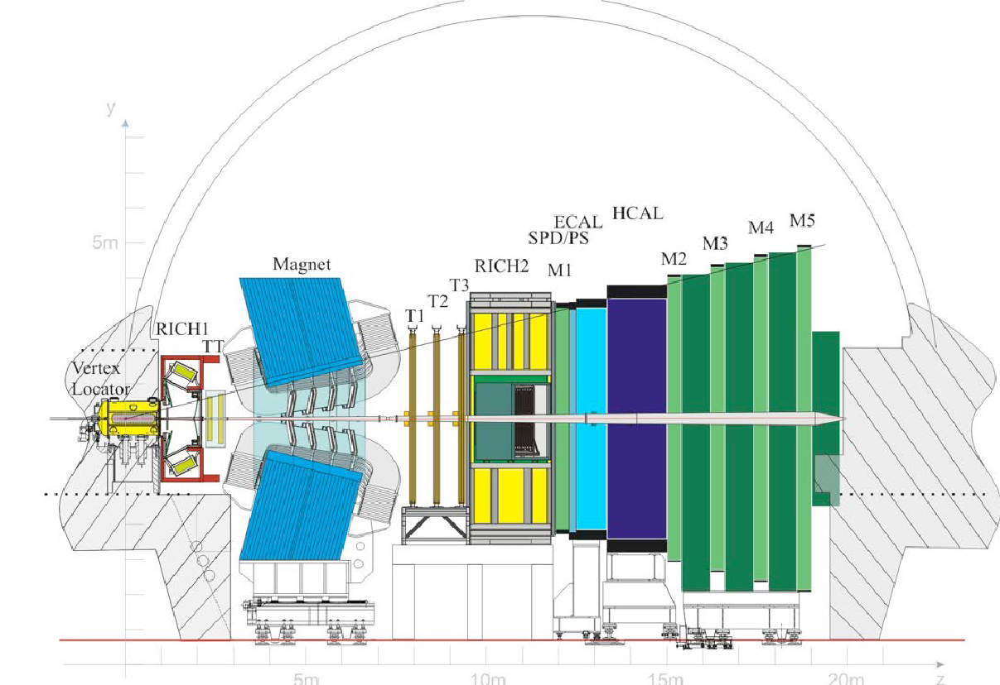 y
5m
HCAL
ECAL
SPD/PS
M5
M4
M3
M2
M1
RICH2
T3
T2
T1
Magnet
RICH1
TT
Vertex
Locator
5m
10m
15m
20m
z